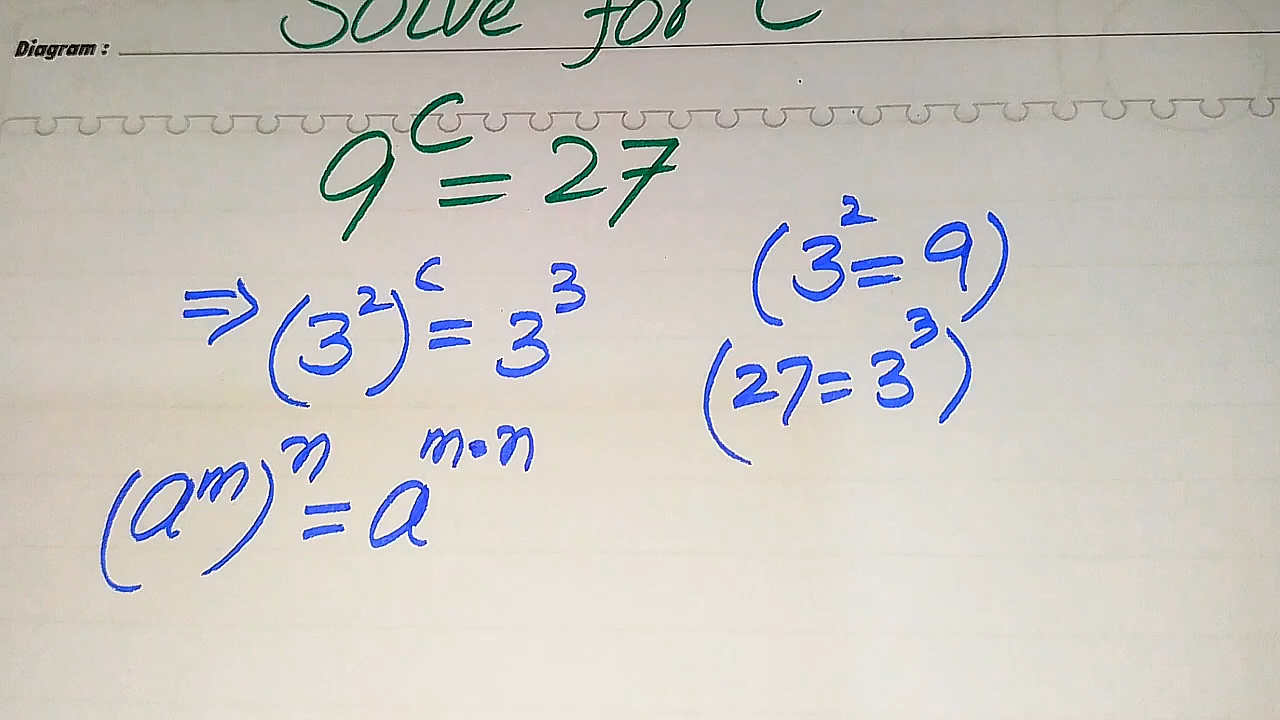 Solve for C
Diagram :
9^C = 27
(3^2 = 9)
⇒ (3^2)^c = 3^3
(27 = 3^3)
(a^m)^n = a^m·n